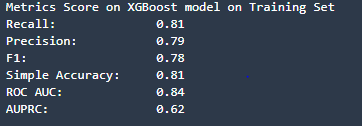 Metrics Score on XGBoost model on Training Set
Recall: 0.81
Precision: 0.79
F1: 0.78
Simple Accuracy: 0.81
ROC AUC: 0.84
AUPRC: 0.62